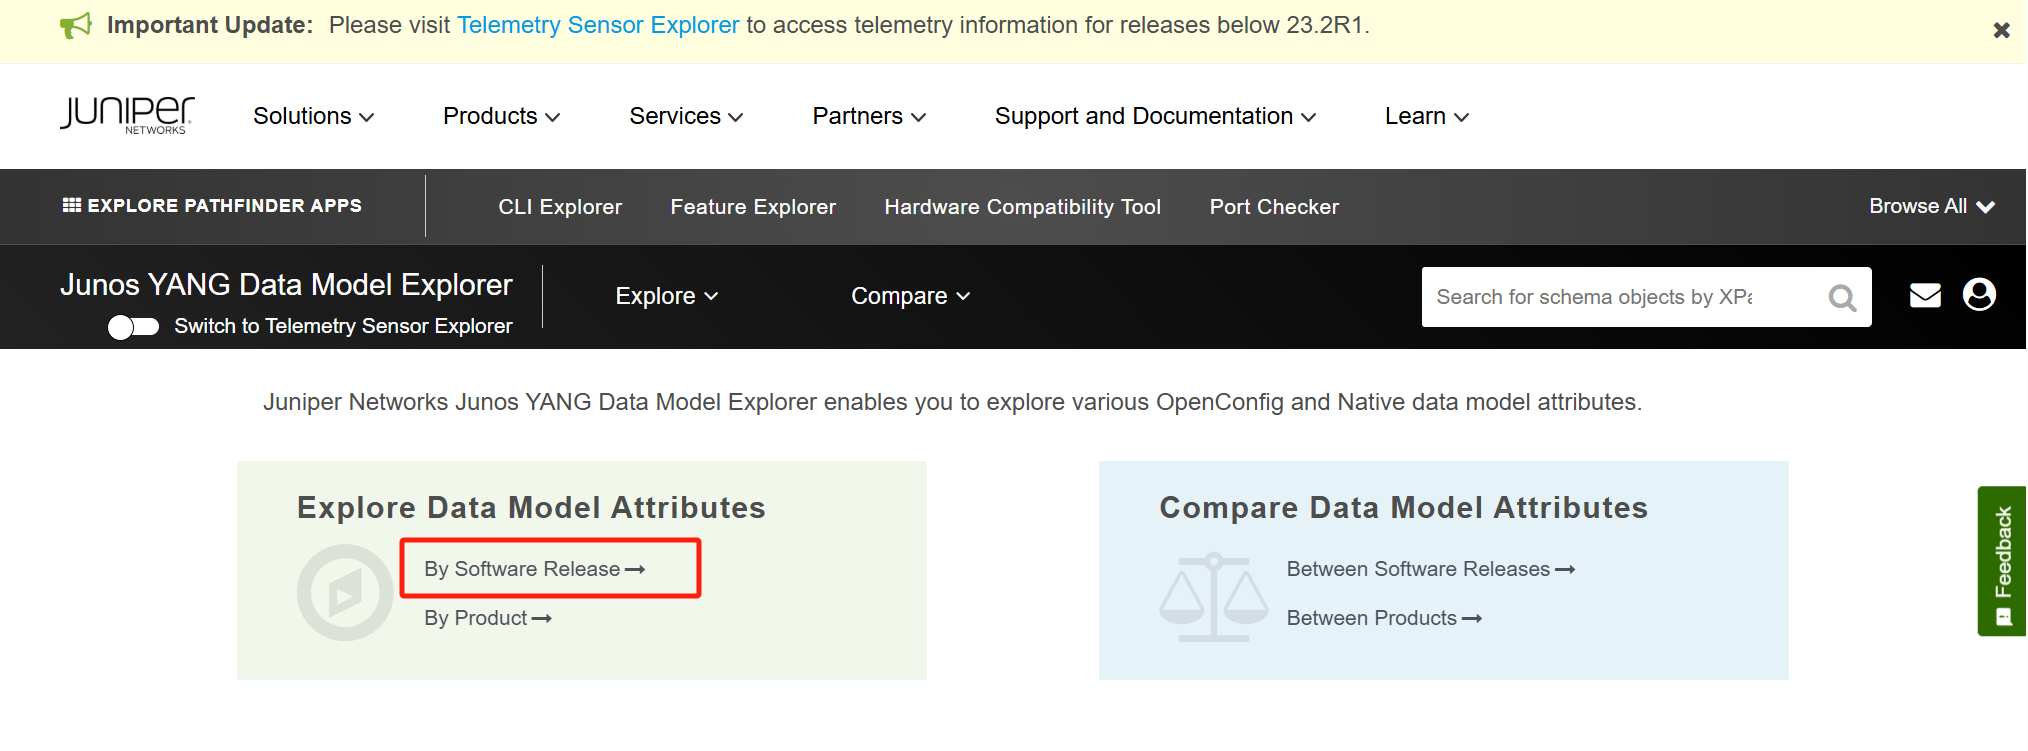 Important Update: Please visit Telemetry Sensor Explorer to access telemetry information for releases below 23.2R1.
JUNIPER NETWORKS
Solutions
Products
Services
Partners
Support and Documentation
Learn
EXPLORE PATHFINDER APPS
CLI Explorer
Feature Explorer
Hardware Compatibility Tool
Port Checker
Browse All
Junos YANG Data Model Explorer
Switch to Telemetry Sensor Explorer
Explore
Compare
Search for schema objects by XPa
Juniper Networks Junos YANG Data Model Explorer enables you to explore various OpenConfig and Native data model attributes.
Explore Data Model Attributes
By Software Release
By Product
Compare Data Model Attributes
Between Software Releases
Between Products
Feedback